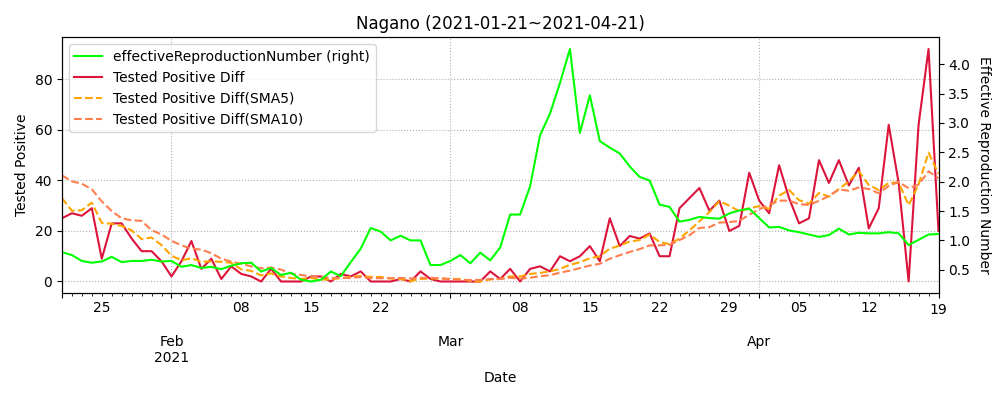 Nagano (2021-01-21~2021-04-21)
effectiveReproductionNumber (right)
Tested Positive Diff
Tested Positive Diff(SMA5)
Tested Positive Diff(SMA10)
Tested Positive
80
60
40
20
0
4.0
3.5
3.0
2.5
2.0
1.5
1.0
0.5
Effective Reproduction Number
25 08 15 22 08 15 22 29 05 12 19
Feb Mar Apr
2021
Date